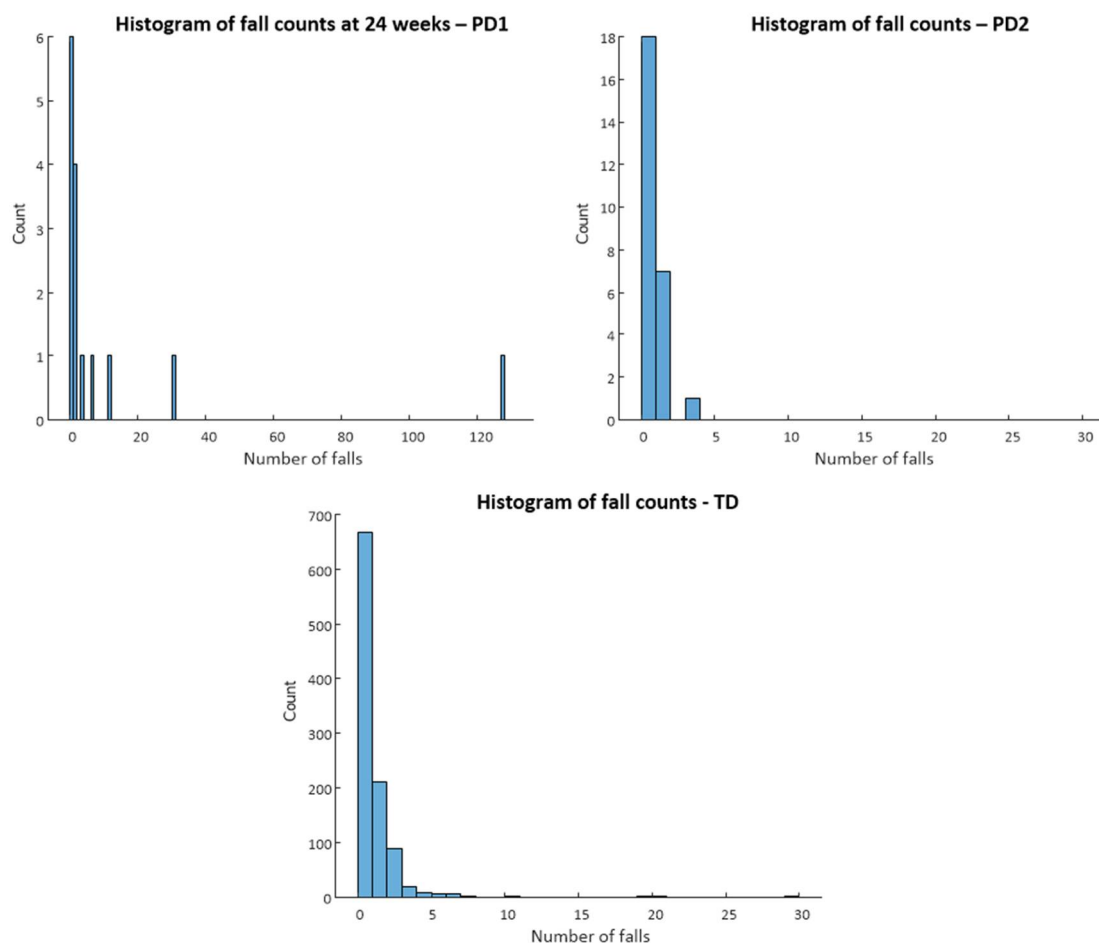 Histogram of fall counts at 24 weeks – PD1
6
5
4
3
2
1
0
Count
0 20 40 60 80 100 120
Number of falls
Histogram of fall counts – PD2
18
16
14
12
10
8
6
4
2
0
Count
0 5 10 15 20 25 30
Number of falls
Histogram of fall counts - TD
700
600
500
400
300
200
100
0
Count
0 5 10 15 20 25 30
Number of falls